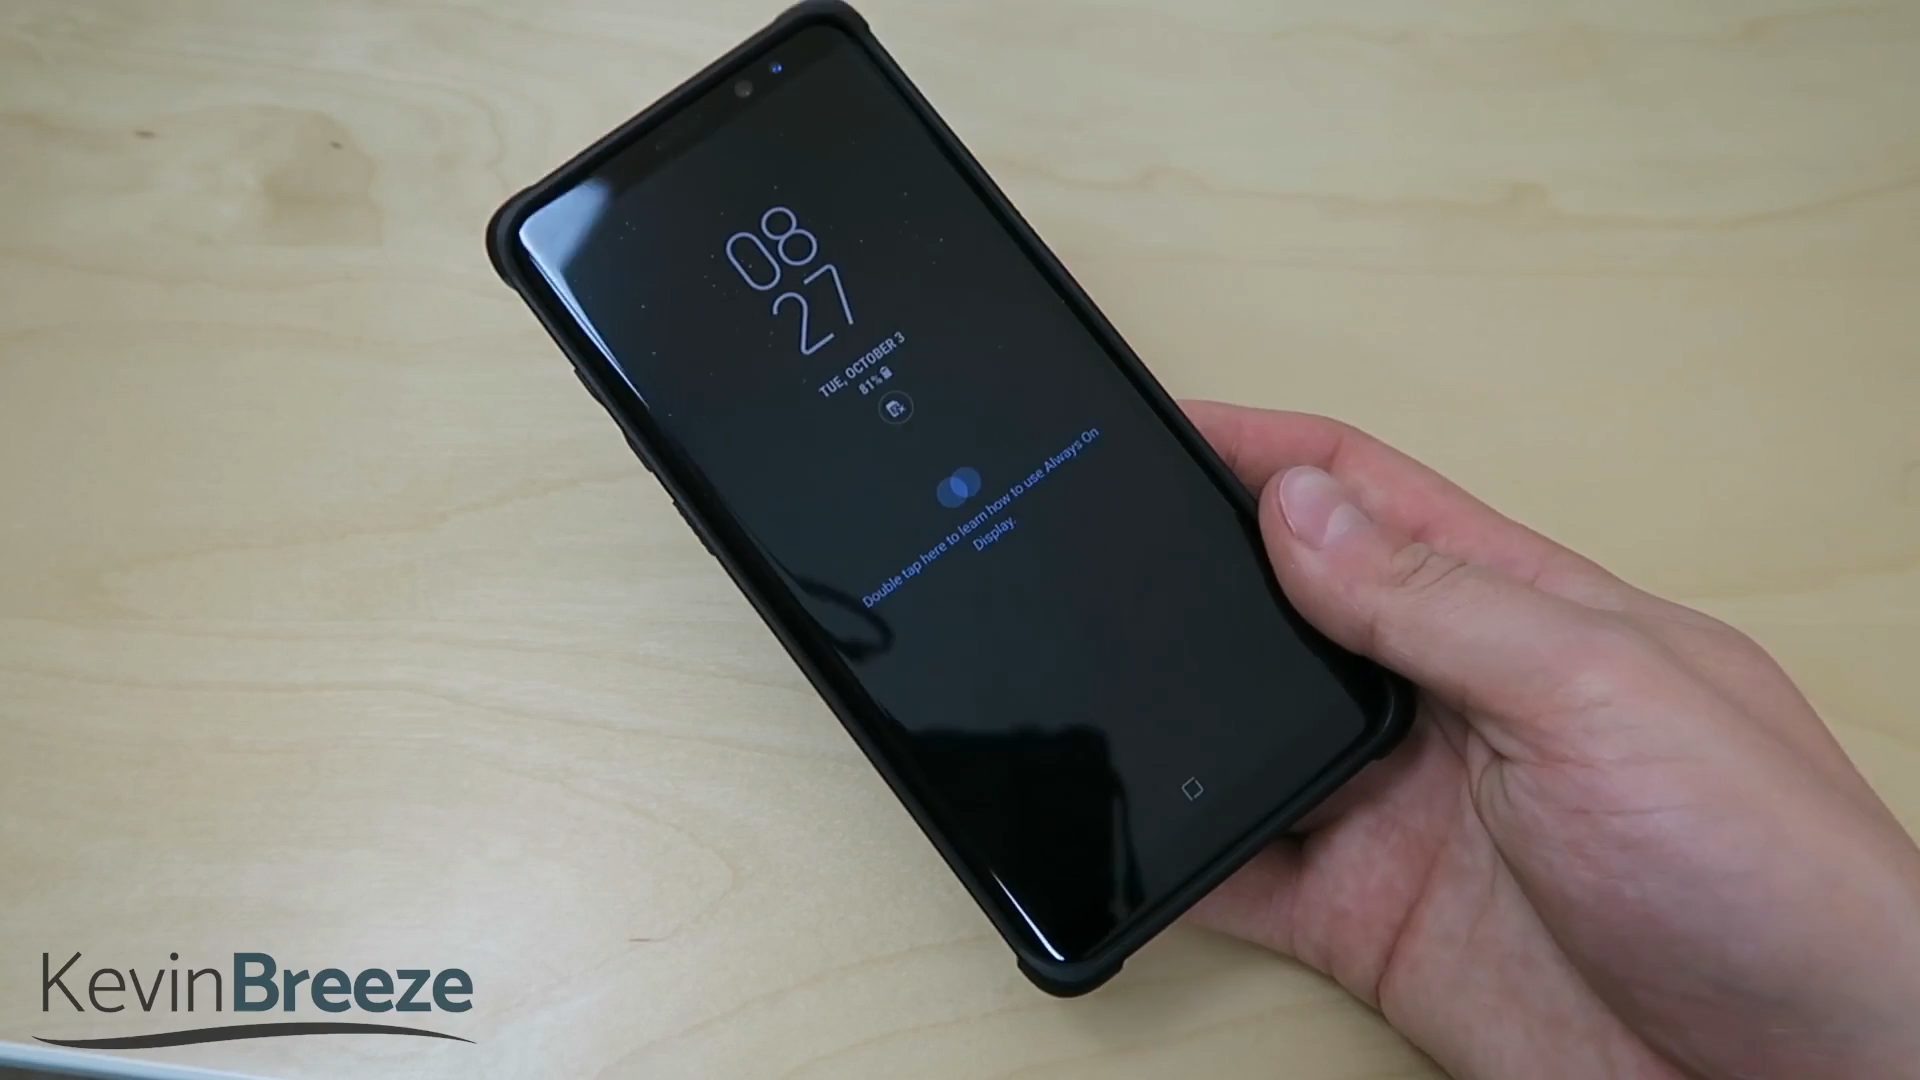 08
27
TUE, OCTOBER 3
81%
Double tap here to learn how to use Always On
Display.
KevinBreeze